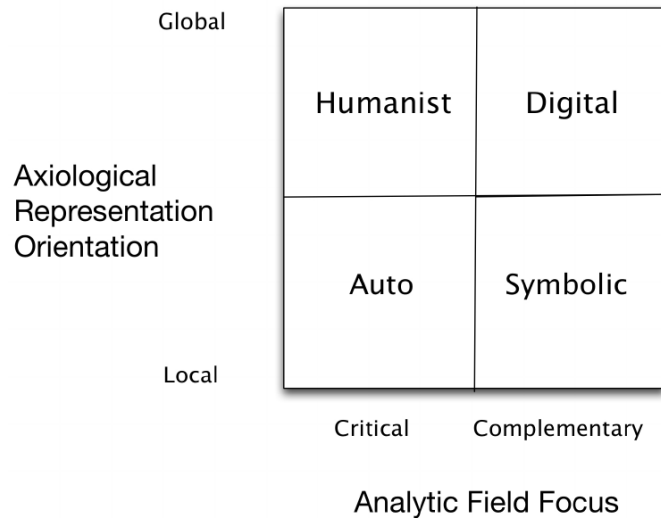 Global
Humanist Digital
Axiological
Representation
Orientation
Auto Symbolic
Local
Critical Complementary
Analytic Field Focus